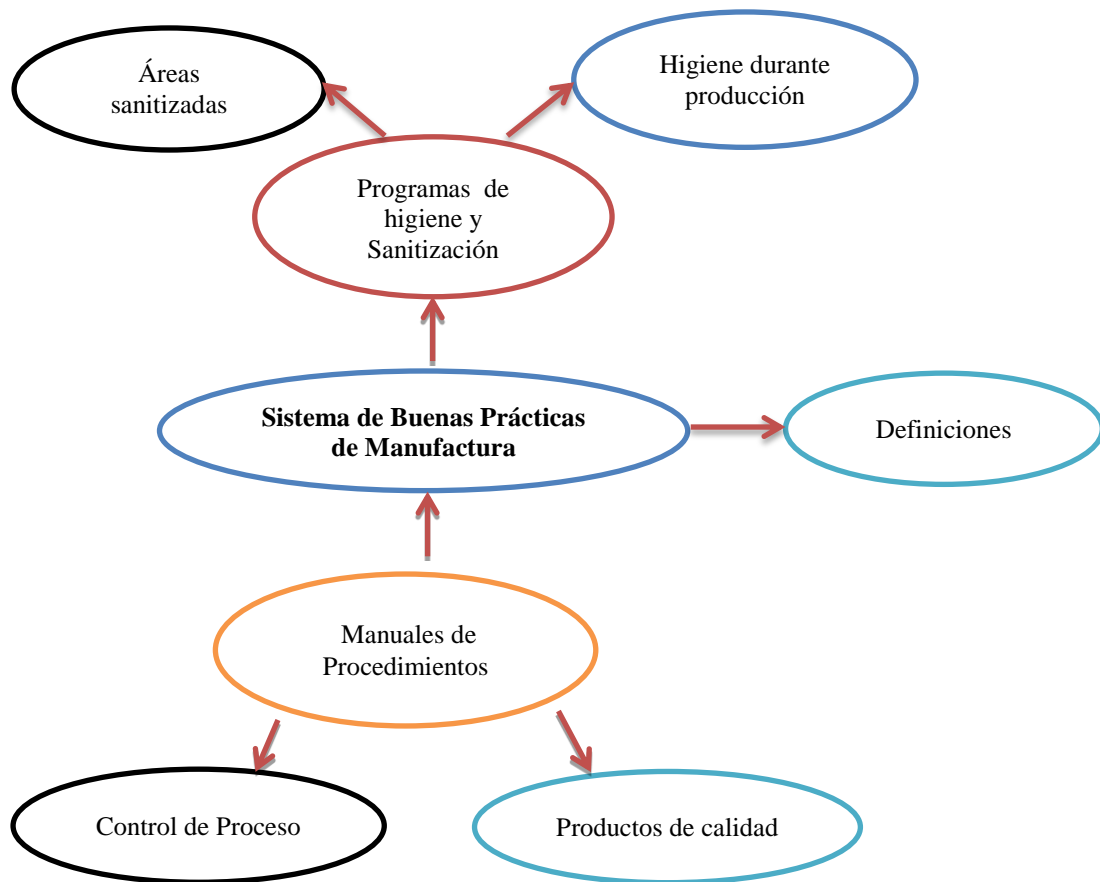 Áreas
sanitizadas
Higiene durante
producción
Programas de
higiene y
Sanitización
Sistema de Buenas Prácticas
de Manufactura
Definiciones
Manuales de
Procedimientos
Control de Proceso
Productos de calidad